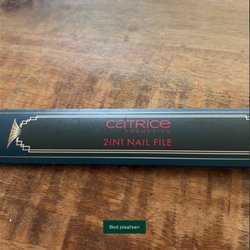 CATRICE
COSMETICS
2IN1 NAIL FILE
Bod plaatsen